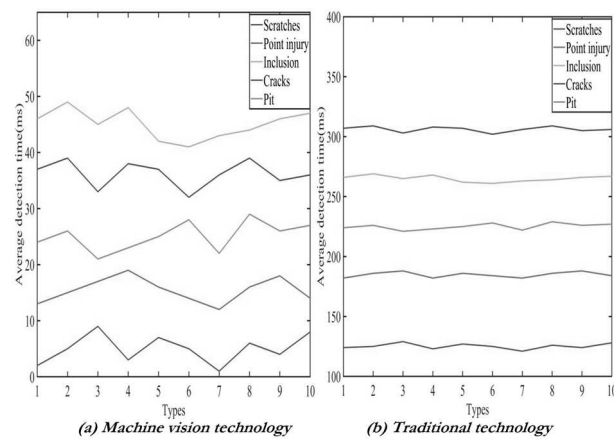 65
60
50
40
30
20
10
0
Average detection time(ms)
Scratches
Point injury
Inclusion
Cracks
Pit
1 2 3 4 5 6 7 8 9 10
Types
(a) Machine vision technology
400
350
300
250
200
150
100
Average detection time(ms)
Scratches
Point injury
Inclusion
Cracks
Pit
1 2 3 4 5 6 7 8 9 10
Types
(b) Traditional technology